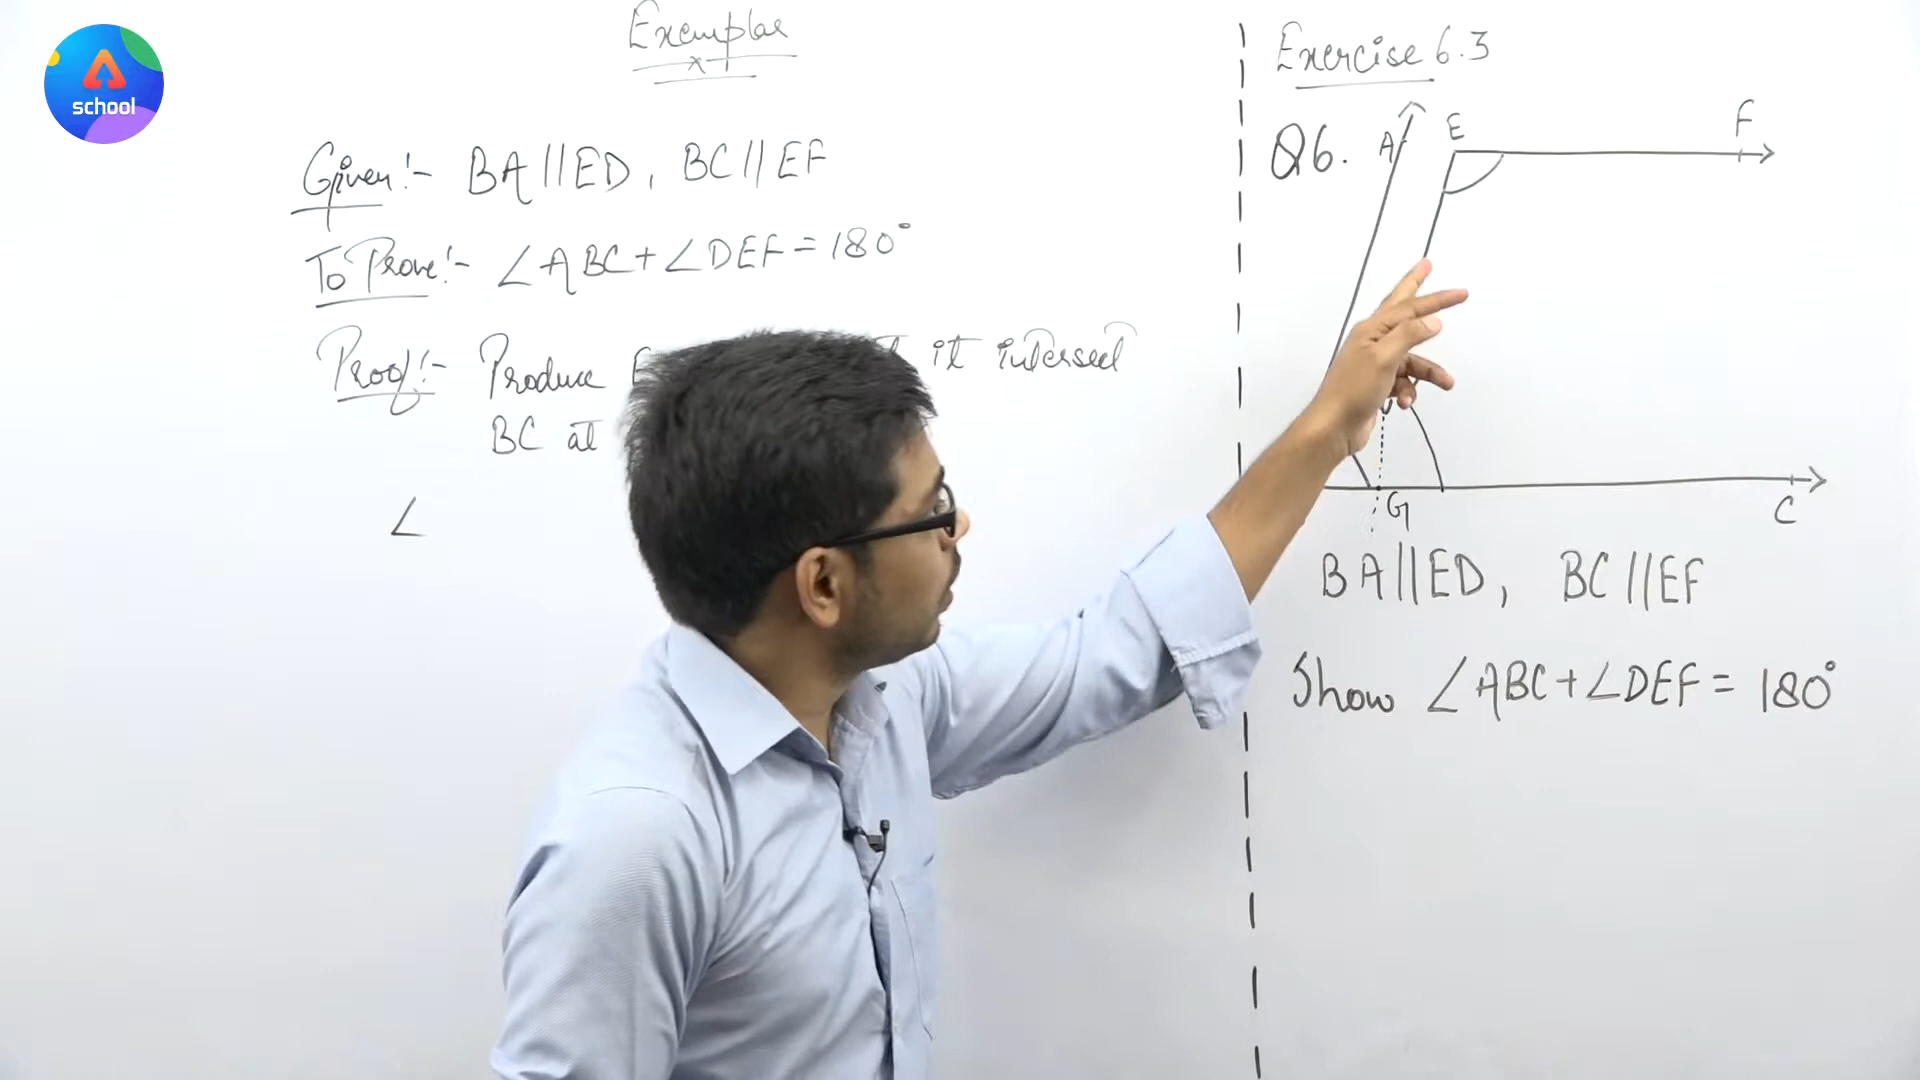 school
Exemplar
Given:- BA||ED, BC||EF
To Prove:- ∠ABC+∠DEF=180°
Proof:- Produce it intersect
BC at
∠
Exercise 6.3
Q6. A E F
G C
BA||ED, BC||EF
Show ∠ABC+∠DEF=180°